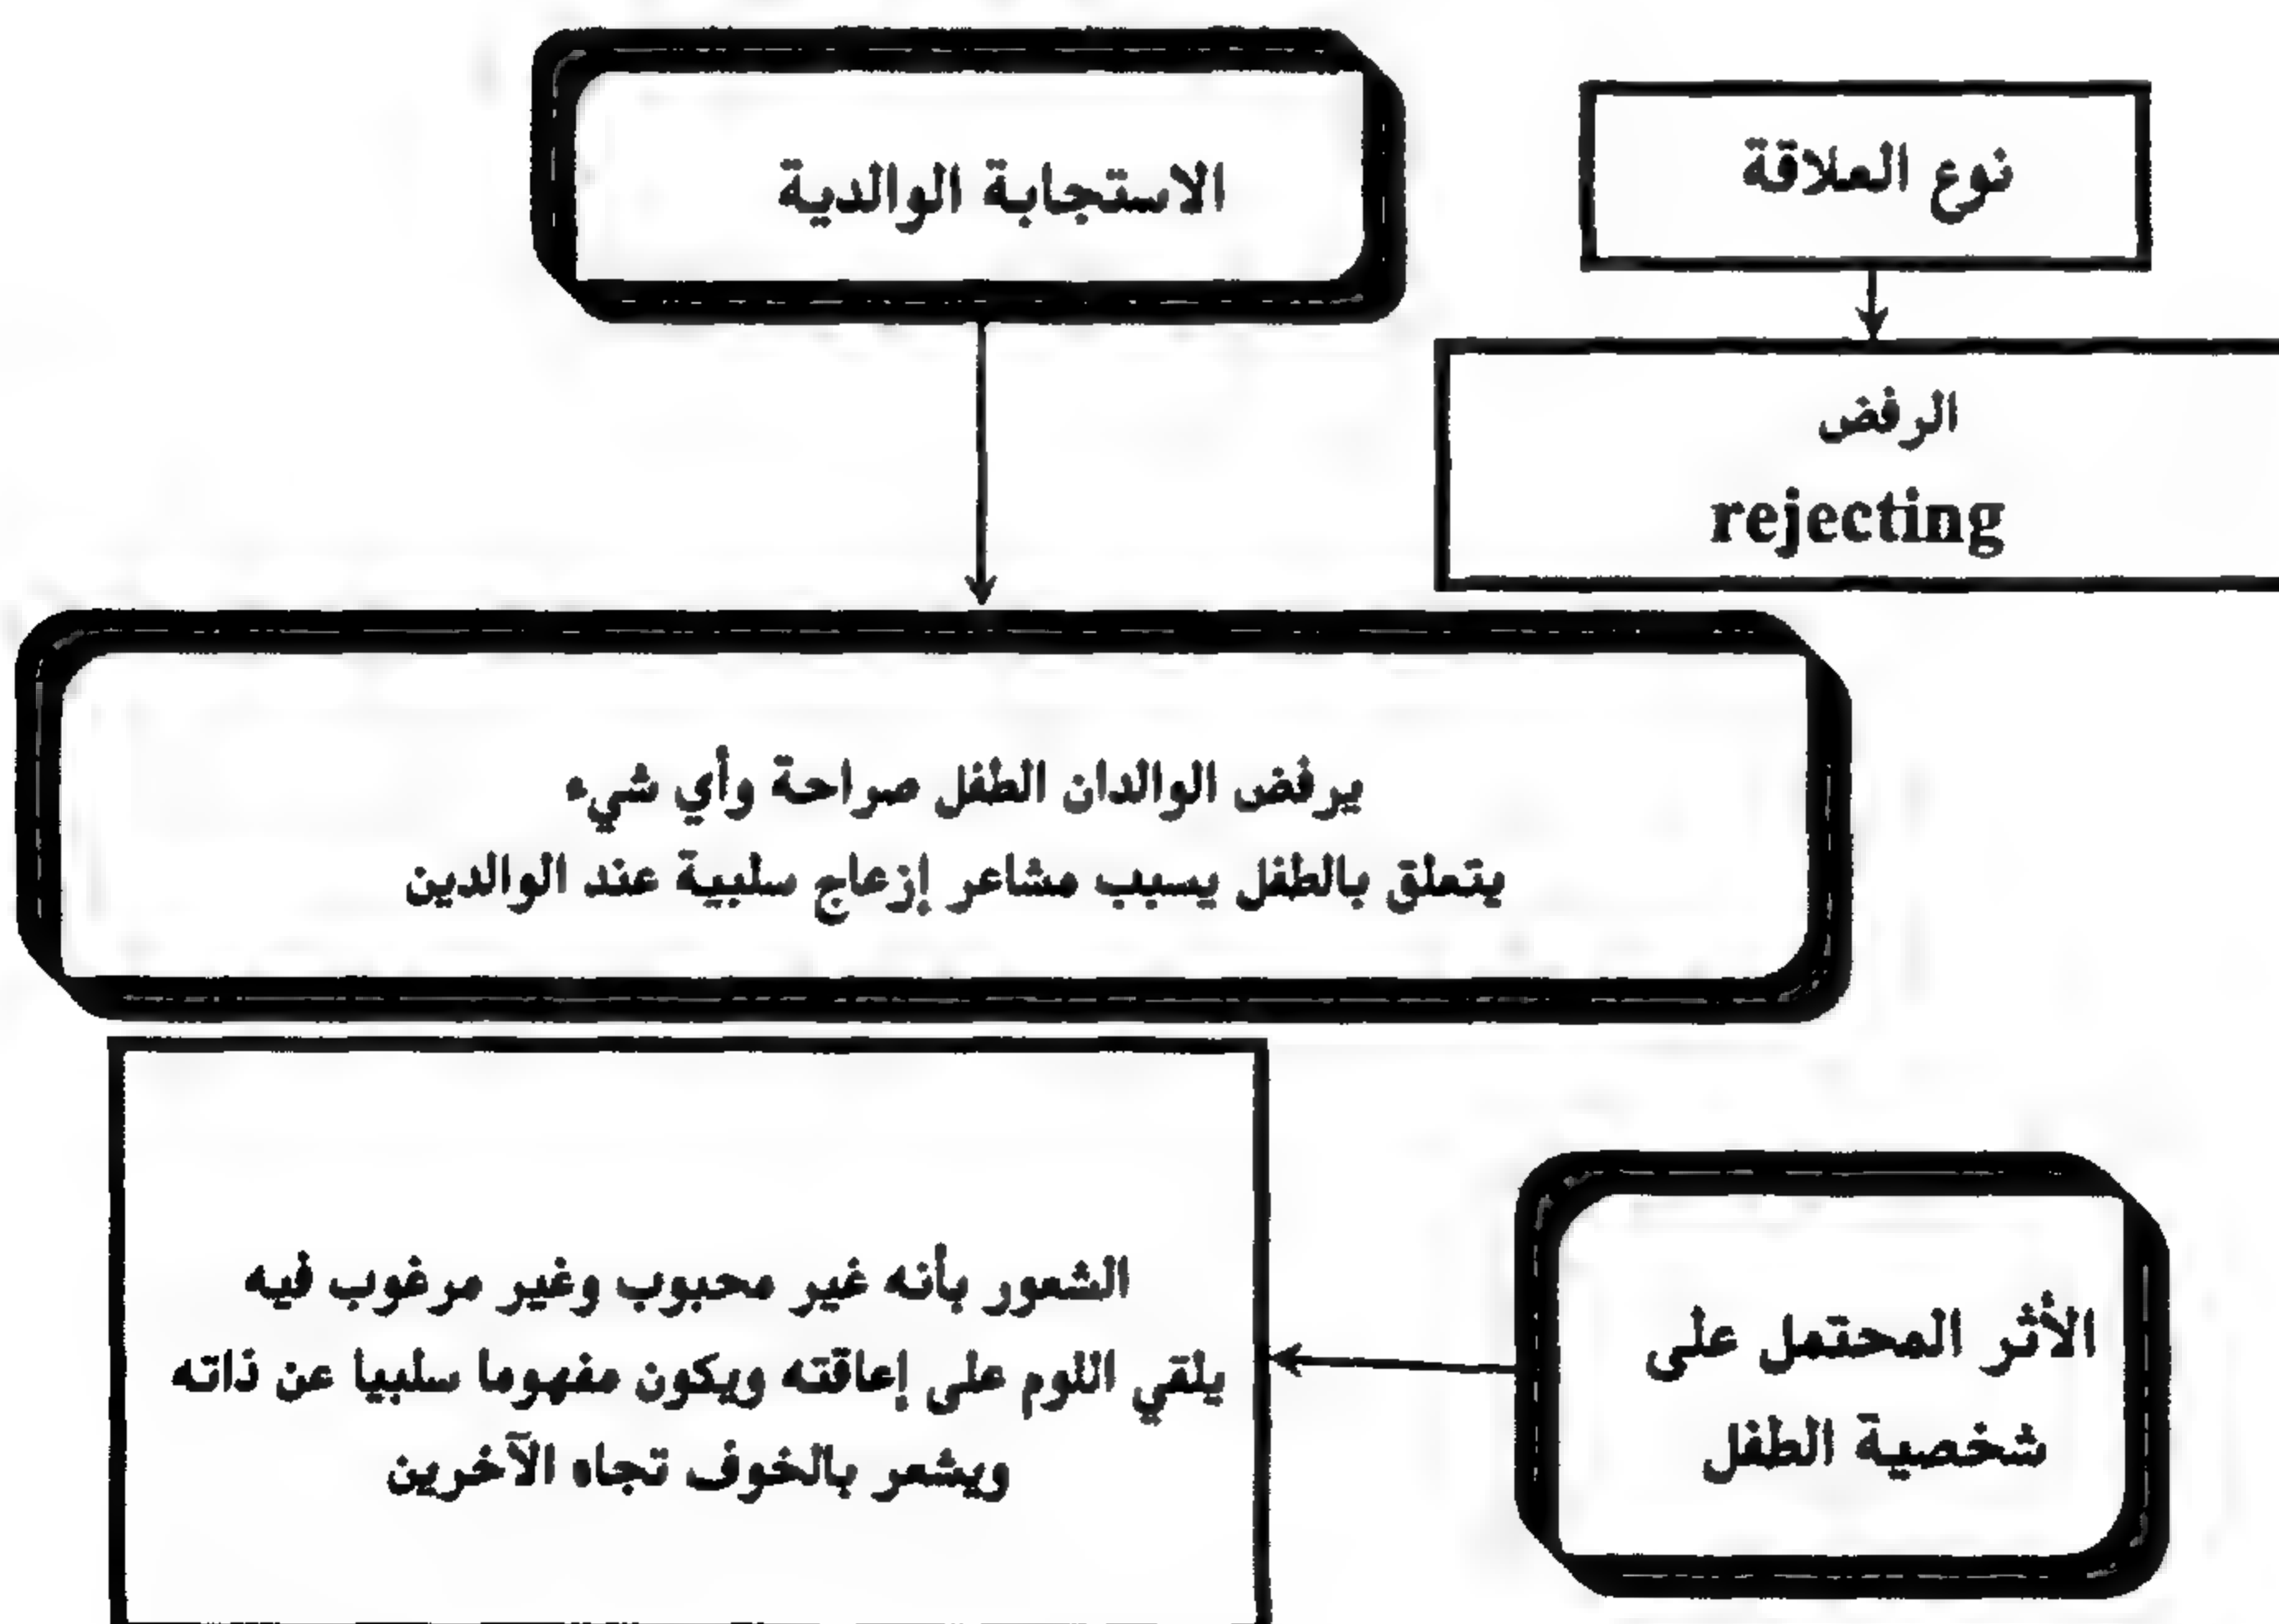 نوع العلاقة
الرفض
rejecting
الاستجابة الوالدية
يرفض الوالدان الطفل صراحة وأي شيء
يتعلق بالطفل يسبب مشاعر إزعاج سلبية عند الوالدين
الأثر المحتمل على
شخصية الطفل
الشعور بأنه غير محبوب وغير مرغوب فيه
يلقي اللوم على إعاقته ويكون مفهوما سلبيا عن ذاته
ويشعر بالخوف تجاه الآخرين